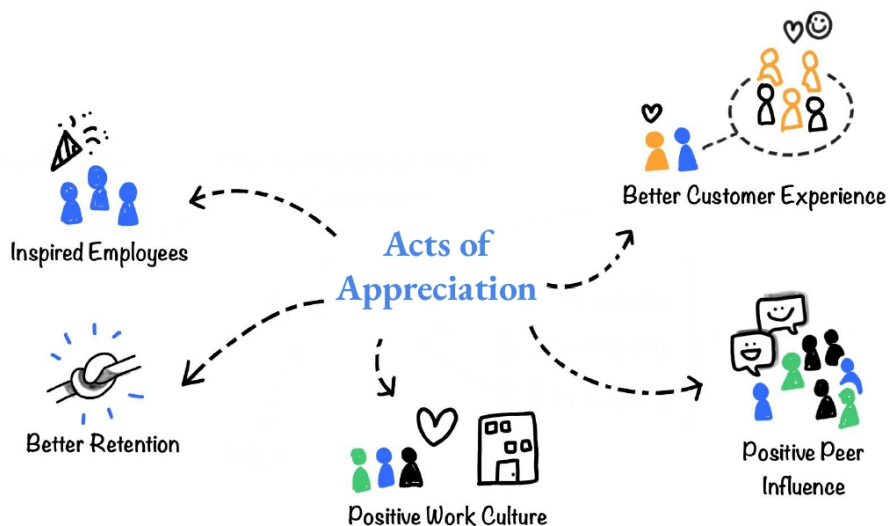 Acts of
Appreciation
Inspired Employees
Better Customer Experience
Better Retention
Positive Work Culture
Positive Peer
Influence